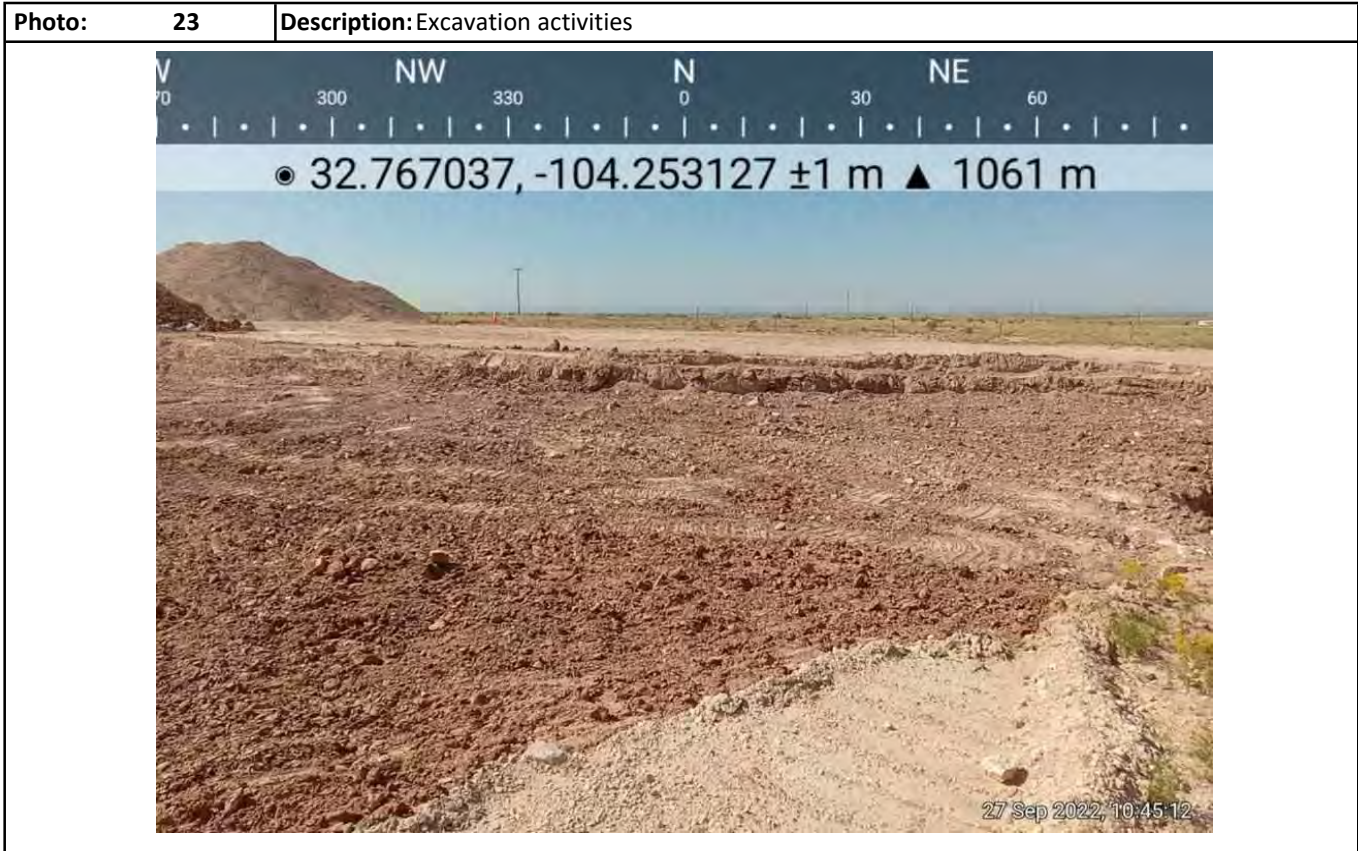 Photo: 23 Description: Excavation activities
W NW N NE
70 300 330 0 30 60
32.767037, -104.253127 ±1 m ▲ 1061 m
27 Sep 2022, 10:45:12